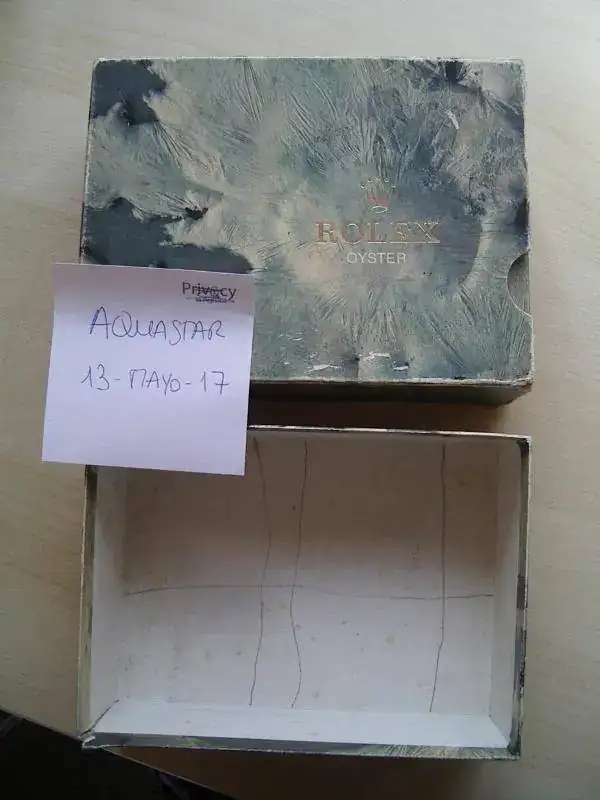 ROLEX
OYSTER
Privacy
AQUASTAR
13-MAYO-17